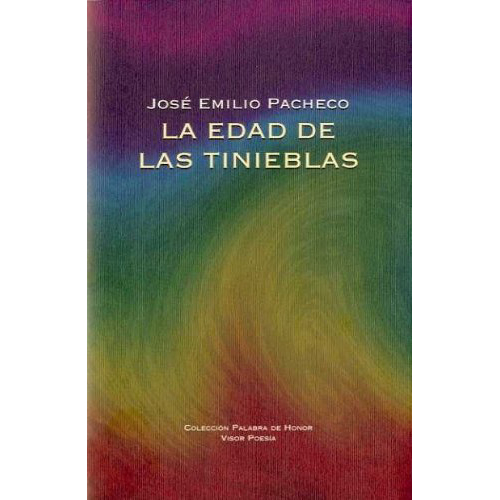 JOSÉ EMILIO PACHECO
LA EDAD DE
LAS TINIEBLAS
COLECCIÓN PALABRA DE HONOR
VISOR POESÍA